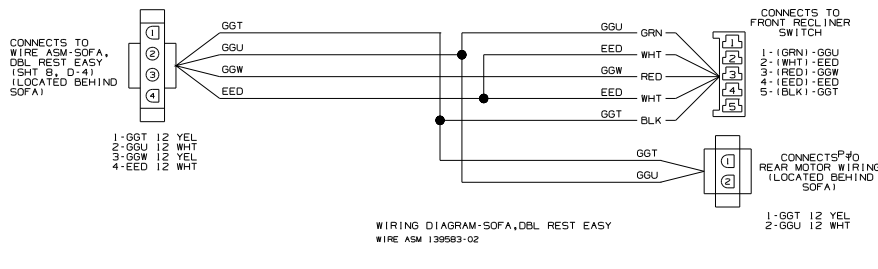 CONNECTS TO
WIRE ASM-SOFA,
DBL REST EASY
(SHT 8, D-4)
(LOCATED BEHIND
SOFA)
1
2
3
4
1-GGT 12 YEL
2-GGU 12 WHT
3-GGW 12 YEL
4-EED 12 WHT
GGT
GGU
GGW
EED
GGU GRN
EED WHT
GGW RED
EED WHT
GGT BLK
CONNECTS TO
FRONT RECLINER
SWITCH
1
2
3
4
5
1-(GRN)-GGU
2-(WHT)-EED
3-(RED)-GGW
4-(EED)-EED
5-(BLK)-GGT
GGT
GGU
1
2
CONNECTS TO
REAR MOTOR WIRING
(LOCATED BEHIND
SOFA)
1-GGT 12 YEL
2-GGU 12 WHT
WIRING DIAGRAM-SOFA,DBL REST EASY
WIRE ASM 139583-02